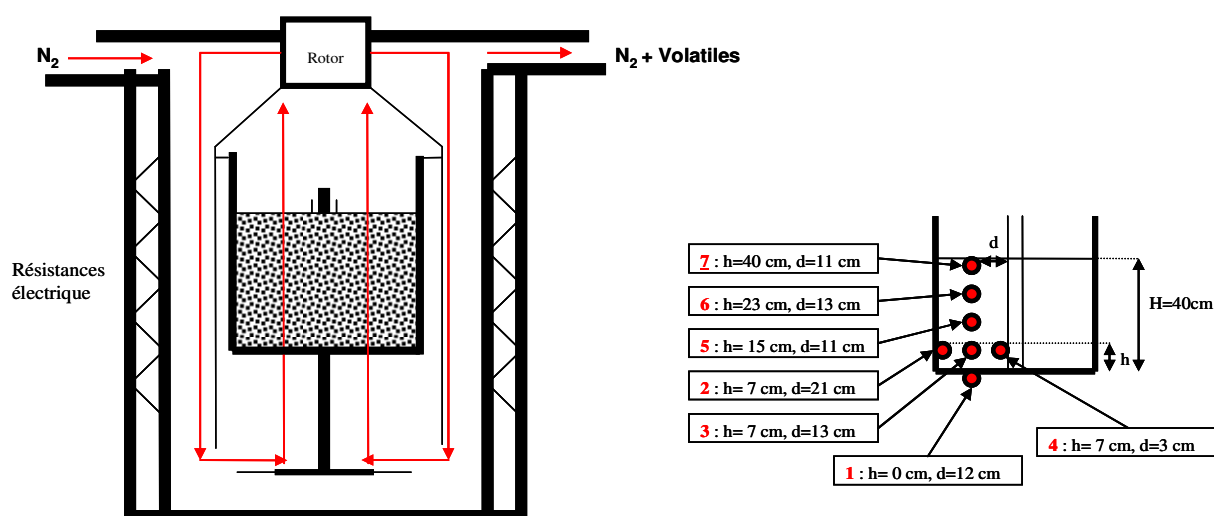 N2
Rotor
N2 + Volatiles
Résistances
électrique
d
7 : h=40 cm, d=11 cm
6 : h=23 cm, d=13 cm
H=40cm
5 : h= 15 cm, d=11 cm
h
2 : h= 7 cm, d=21 cm
3 : h= 7 cm, d=13 cm
4 : h= 7 cm, d=3 cm
1 : h= 0 cm, d=12 cm